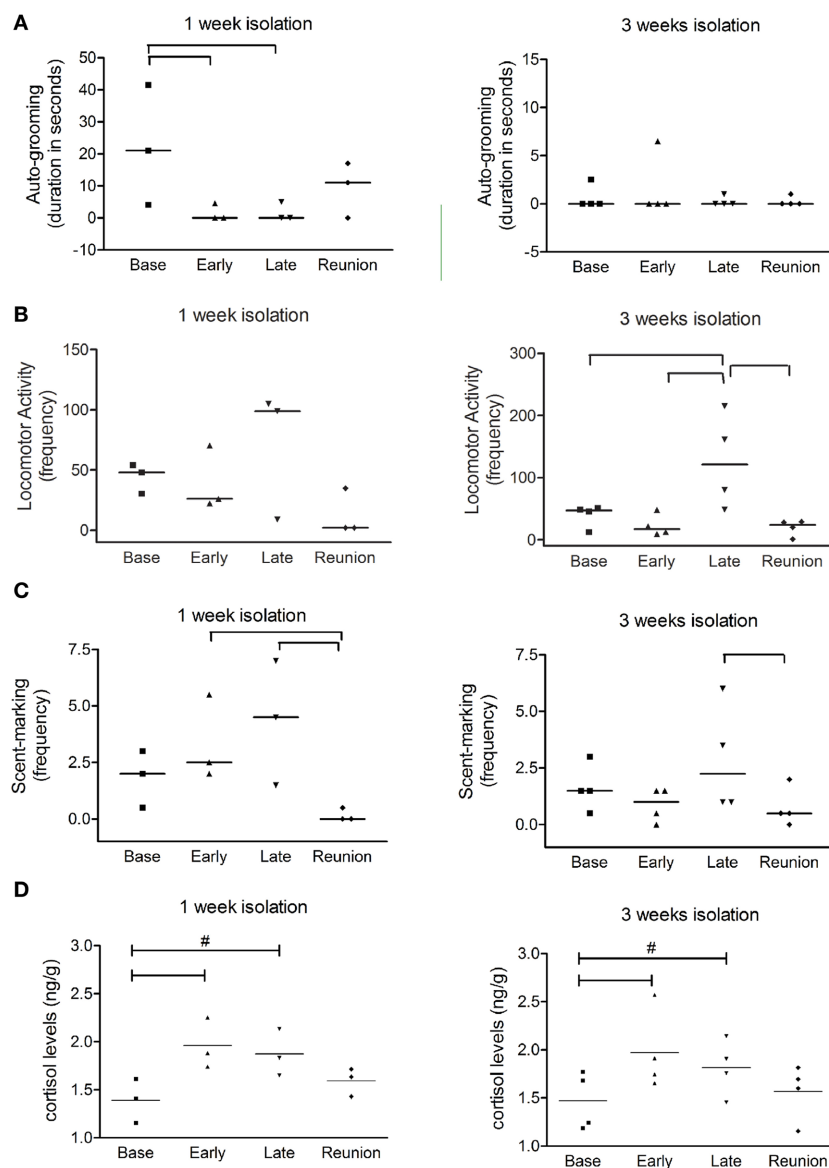 A
1 week isolation
Auto-grooming
(duration in seconds)
50
40
30
20
10
0
-10
Base Early Late Reunion
3 weeks isolation
Auto-grooming
(duration in seconds)
15
10
5
0
-5
Base Early Late Reunion
B
1 week isolation
Locomotor Activity
(frequency)
150
100
50
0
Base Early Late Reunion
3 weeks isolation
Locomotor Activity
(frequency)
300
200
100
0
Base Early Late Reunion
C
1 week isolation
Scent-marking
(frequency)
7.5
5.0
2.5
0.0
Base Early Late Reunion
3 weeks isolation
Scent-marking
(frequency)
7.5
5.0
2.5
0.0
Base Early Late Reunion
D
1 week isolation
cortisol levels (ng/g)
3.0
2.5
2.0
1.5
1.0
#
Base Early Late Reunion
3 weeks isolation
cortisol levels (ng/g)
3.0
2.5
2.0
1.5
1.0
#
Base Early Late Reunion